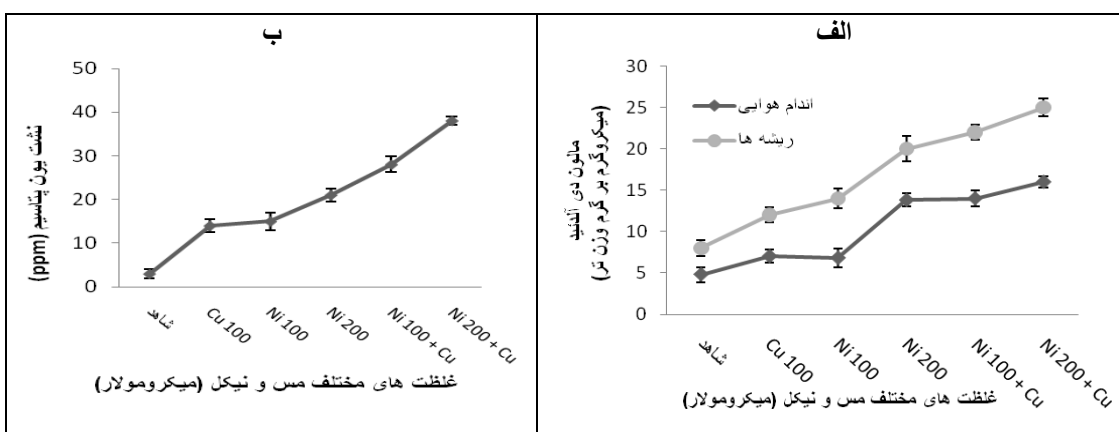 الف
30
25
20
15
10
5
0
اندام هوایی
ریشه ها
مالون دی آلدئید
(میکروگرم بر گرم وزن تر)
شاهد
Cu 100
Ni 100
Ni 200
Ni 100 + Cu
Ni 200 + Cu
غلظت های مختلف مس و نیکل (میکرومولار)
ب
50
40
30
20
10
0
نشت یون پتاسیم (ppm)
شاهد
Cu 100
Ni 100
Ni 200
Ni 100 + Cu
Ni 200 + Cu
غلظت های مختلف مس و نیکل (میکرومولار)